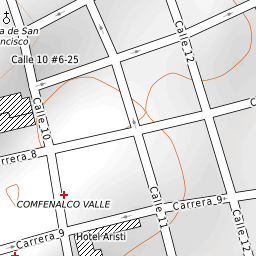 a de San
ncisco
Calle 12
Calle 10 #6-25
Calle 10
Carrera 8
COMFENALCO VALLE
Calle 11
Carrera 9
Calle 12
Carrera 9
Hotel Aristi